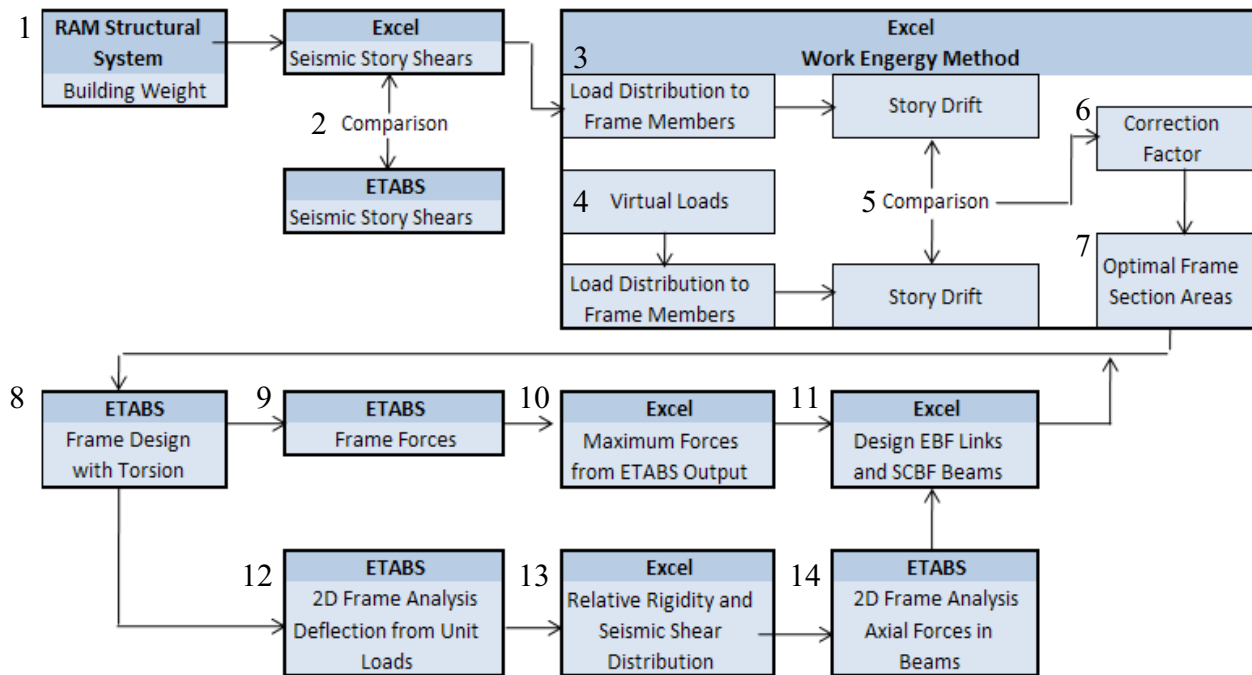 1
RAM Structural
System
Building Weight
Excel
Seismic Story Shears
2 Comparison
ETABS
Seismic Story Shears
Excel
Work Engergy Method
3
Load Distribution to
Frame Members
Story Drift
4
Virtual Loads
Load Distribution to
Frame Members
Story Drift
5 Comparison
6
Correction
Factor
7
Optimal Frame
Section Areas
8
ETABS
Frame Design
with Torsion
9
ETABS
Frame Forces
10
Excel
Maximum Forces
from ETABS Output
11
Excel
Design EBF Links
and SCBF Beams
12
ETABS
2D Frame Analysis
Deflection from Unit
Loads
13
Excel
Relative Rigidity and
Seismic Shear
Distribution
14
ETABS
2D Frame Analysis
Axial Forces in
Beams